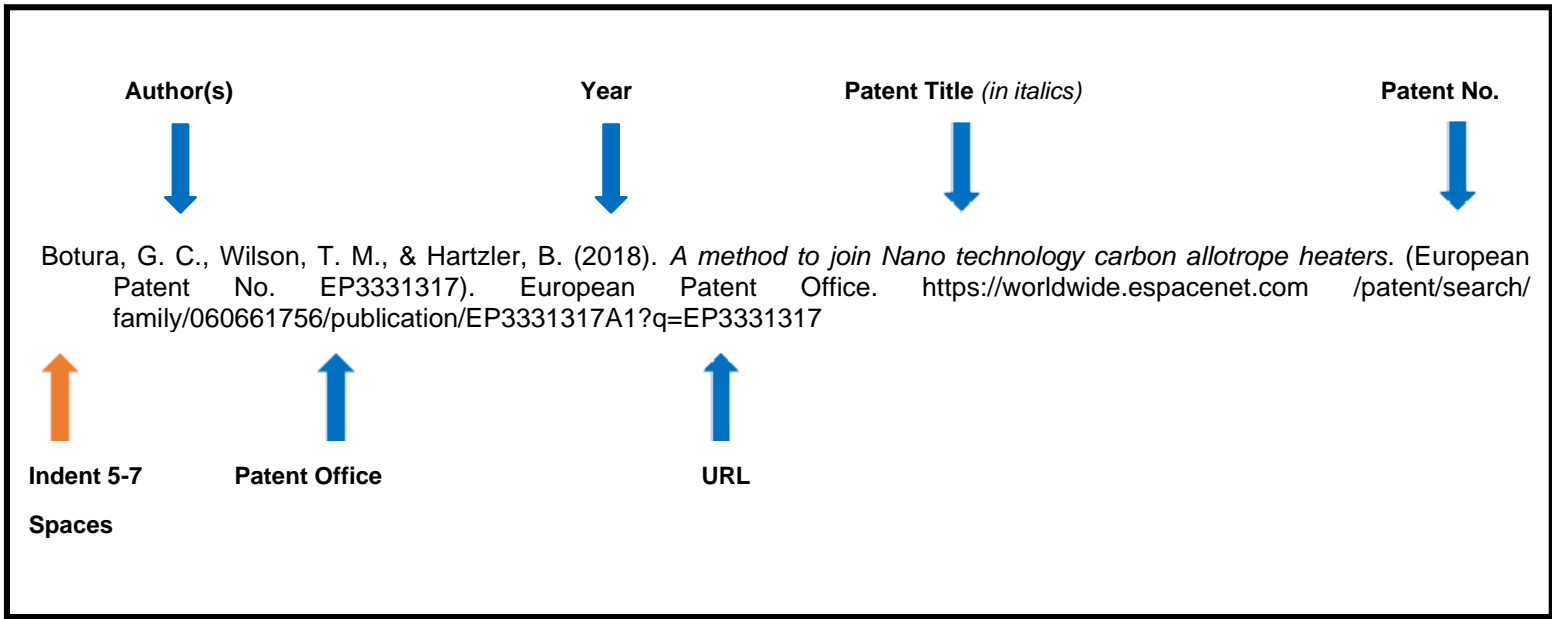 Author(s) Year Patent Title (in italics) Patent No.
Botura, G. C., Wilson, T. M., & Hartzler, B. (2018). A method to join Nano technology carbon allotrope heaters. (European
Patent No. EP3331317). European Patent Office. https://worldwide.espacenet.com /patent/search/
family/060661756/publication/EP3331317A1?q=EP3331317
Indent 5-7
Spaces
Patent Office
URL